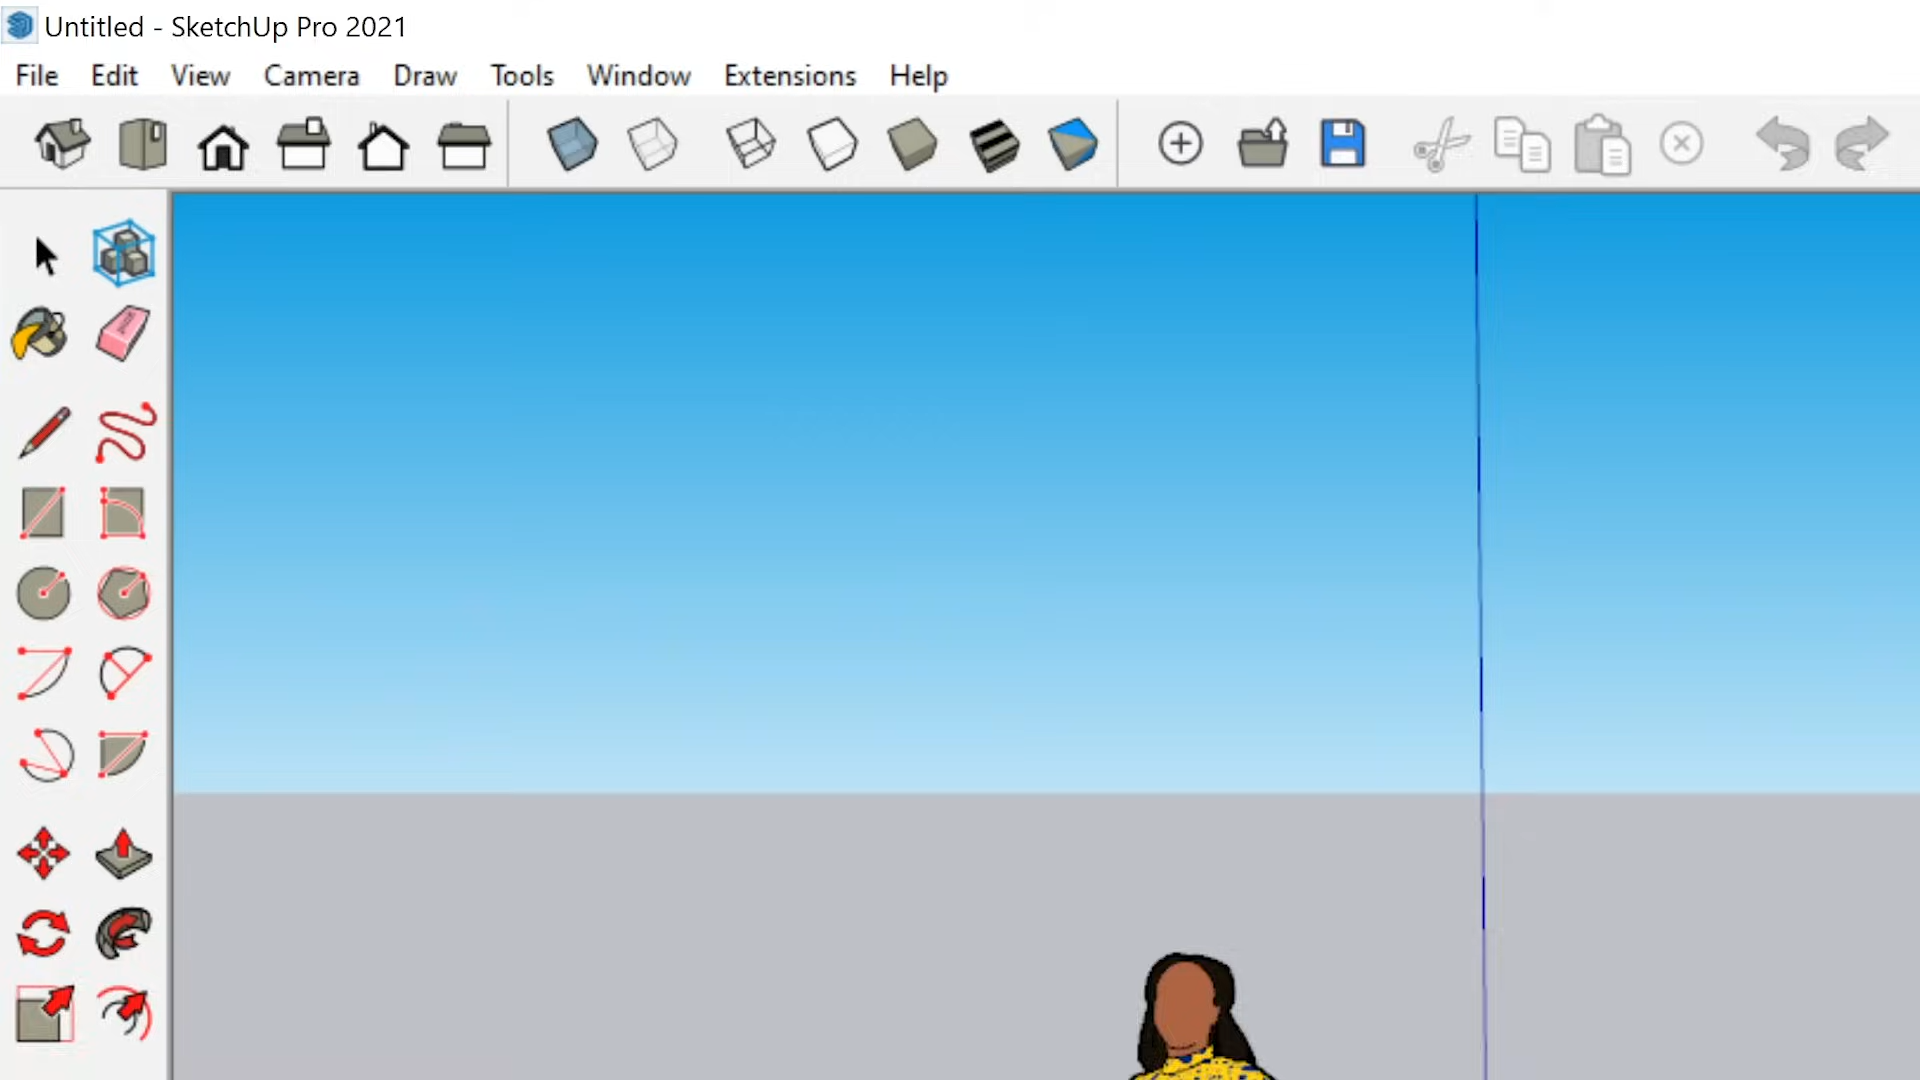 Untitled - SketchUp Pro 2021
File Edit View Camera Draw Tools Window Extensions Help